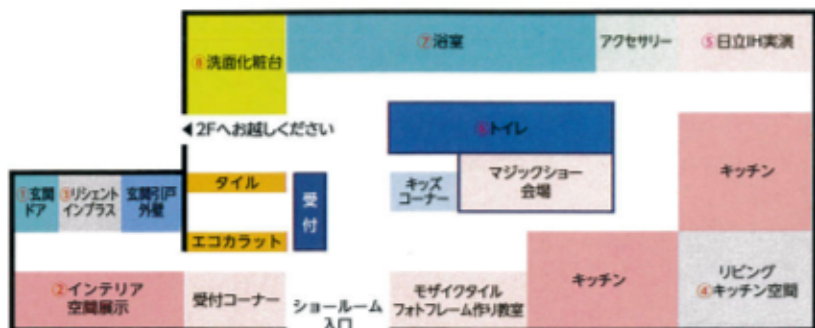 ⑧洗面化粧台
⑦浴室
アクセサリー
⑤日立IH実演
◀2Fへお越しください
⑥トイレ
キッチン
①玄関
ドア
③リシェント
インプラス
玄関引戸
外壁
タイル
受付
キッズ
コーナー
マジックショー
会場
エコカラット
②インテリア
空間展示
受付コーナー
ショールーム
入口
モザイクタイル
フォトフレーム作り教室
キッチン
リビング
④キッチン空間